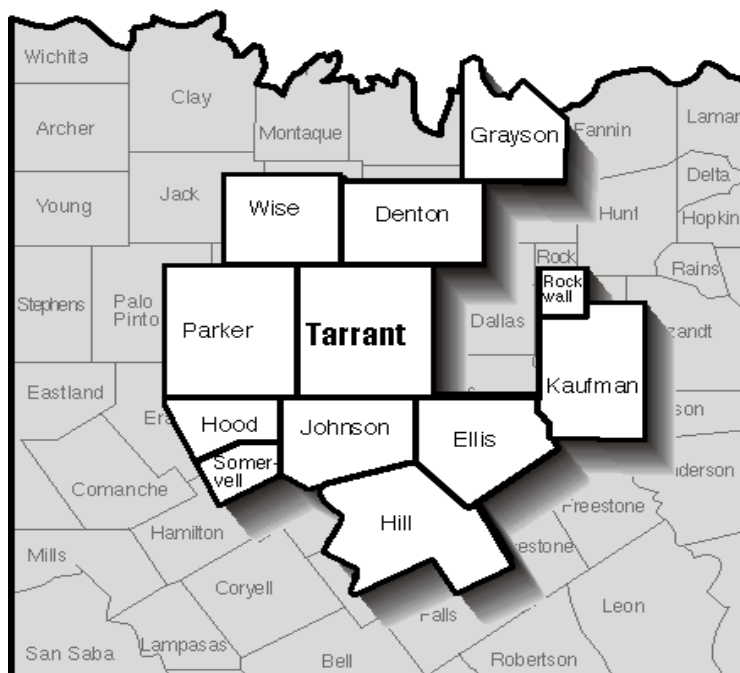 Wichita
Clay
Archer
Montaque
Grayson
Fannin
Lamar
Delta
Young
Jack
Wise
Denton
Hunt
Hopkin
Rock
Rains
Stephens
Palo
Pinto
Parker
Tarrant
Dallas
Rock
wall
zandt
Kaufman
Eastland
Era
Hood
Johnson
Ellis
son
Somer-
vell
Comanche
nderson
Hamilton
Hill
Freestone
estone
Mills
Coryell
Falls
Leon
San Saba
Lampasas
Bell
Robertson